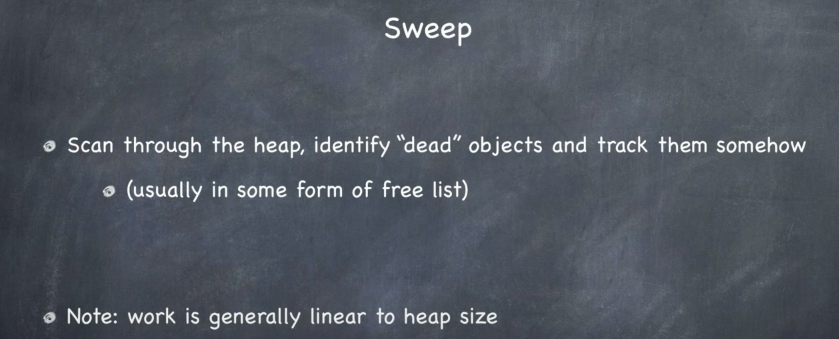 Sweep
Scan through the heap, identify “dead” objects and track them somehow
(usually in some form of free list)
Note: work is generally linear to heap size